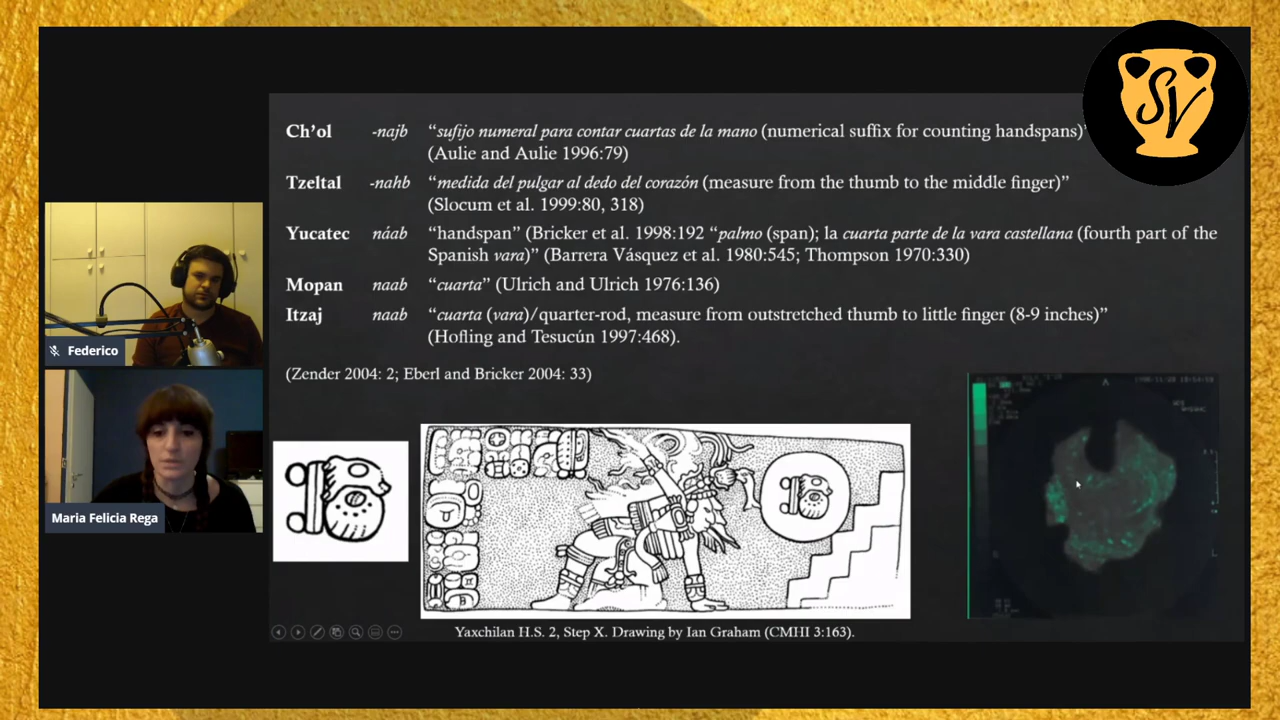 SV
Ch’ol -najb “sufijo numeral para contar cuartas de la mano (numerical suffix for counting handspans)”
(Aulie and Aulie 1996:79)
Tzeltal -nahb “medida del pulgar al dedo del corazón (measure from the thumb to the middle finger)”
(Slocum et al. 1999:80, 318)
Yucatec náab “handspan” (Bricker et al. 1998:192 “palmo (span); la cuarta parte de la vara castellana (fourth part of the
Spanish vara)” (Barrera Vásquez et al. 1980:545; Thompson 1970:330)
Mopan naab “cuarta” (Ulrich and Ulrich 1976:136)
Itzaj naab “cuarta (vara)/quarter-rod, measure from outstretched thumb to little finger (8-9 inches)”
(Hofling and Tesucún 1997:468).
(Zender 2004: 2; Eberl and Bricker 2004: 33)
Federico
Maria Felicia Rega
Yaxchilan H.S. 2, Step X. Drawing by Ian Graham (CMHI 3:163).